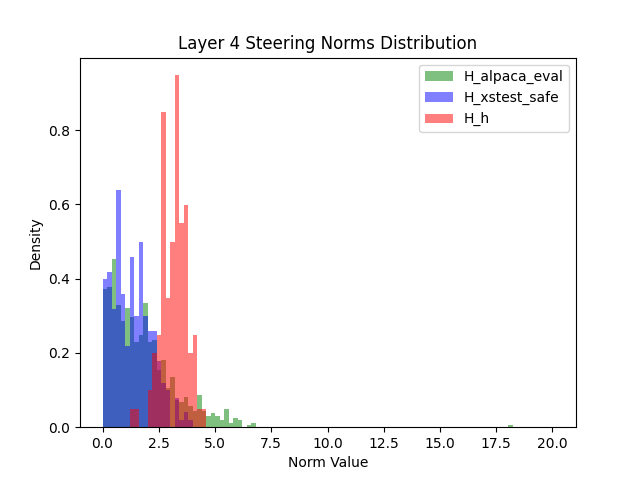 Layer 4 Steering Norms Distribution
H_alpaca_eval
H_xstest_safe
H_h
Density
0.8
0.6
0.4
0.2
0.0
0.0 2.5 5.0 7.5 10.0 12.5 15.0 17.5 20.0
Norm Value